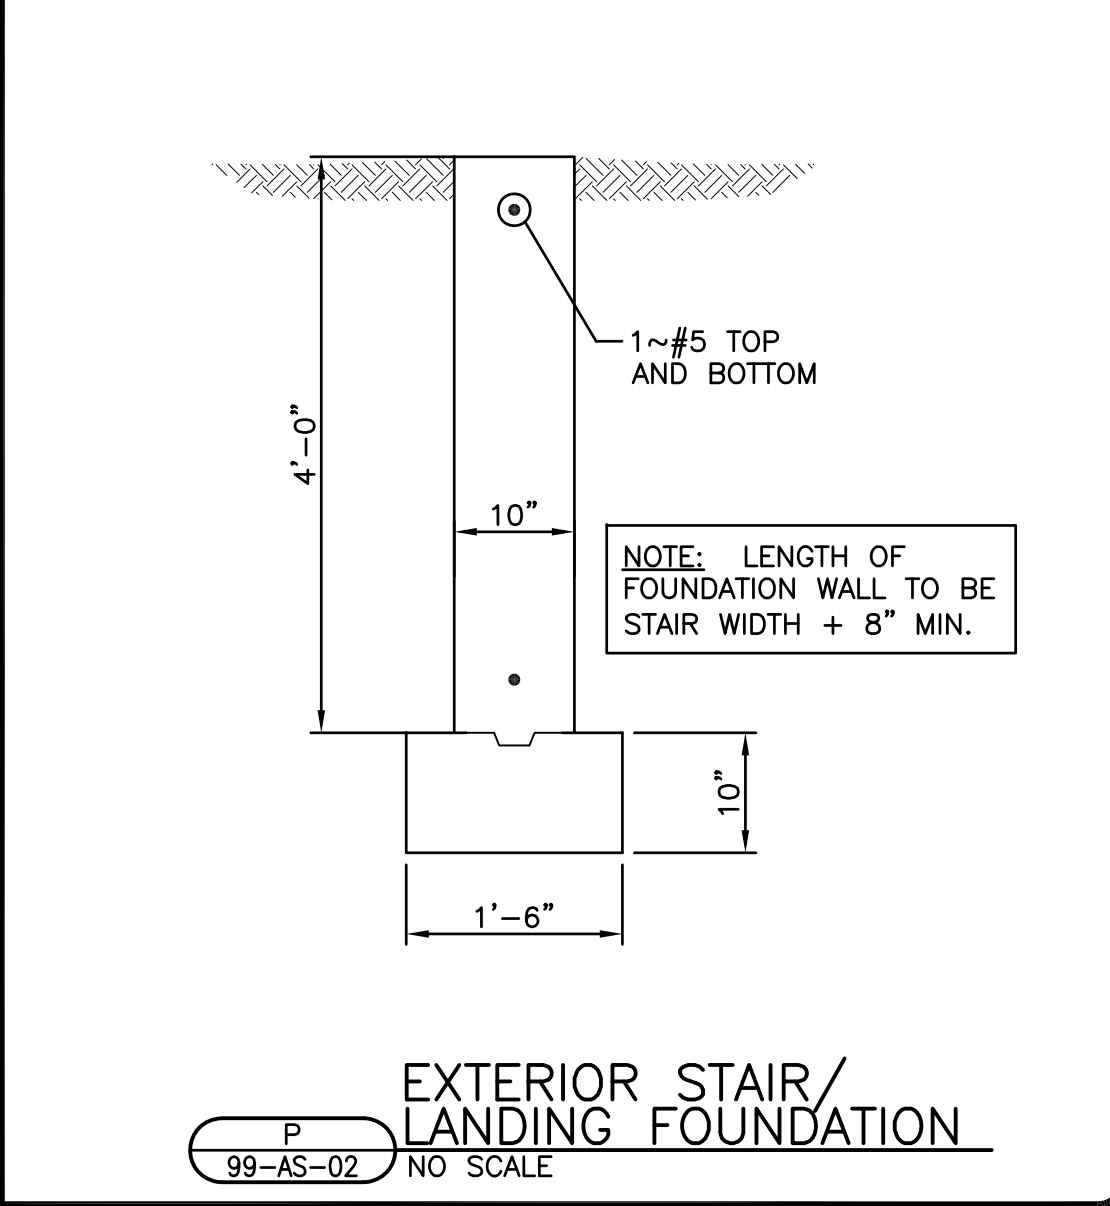 1~#5 TOP
AND BOTTOM
4'-0"
10"
NOTE: LENGTH OF
FOUNDATION WALL TO BE
STAIR WIDTH + 8" MIN.
10"
1'-6"
EXTERIOR STAIR/
LANDING FOUNDATION
P
99-AS-02
NO SCALE